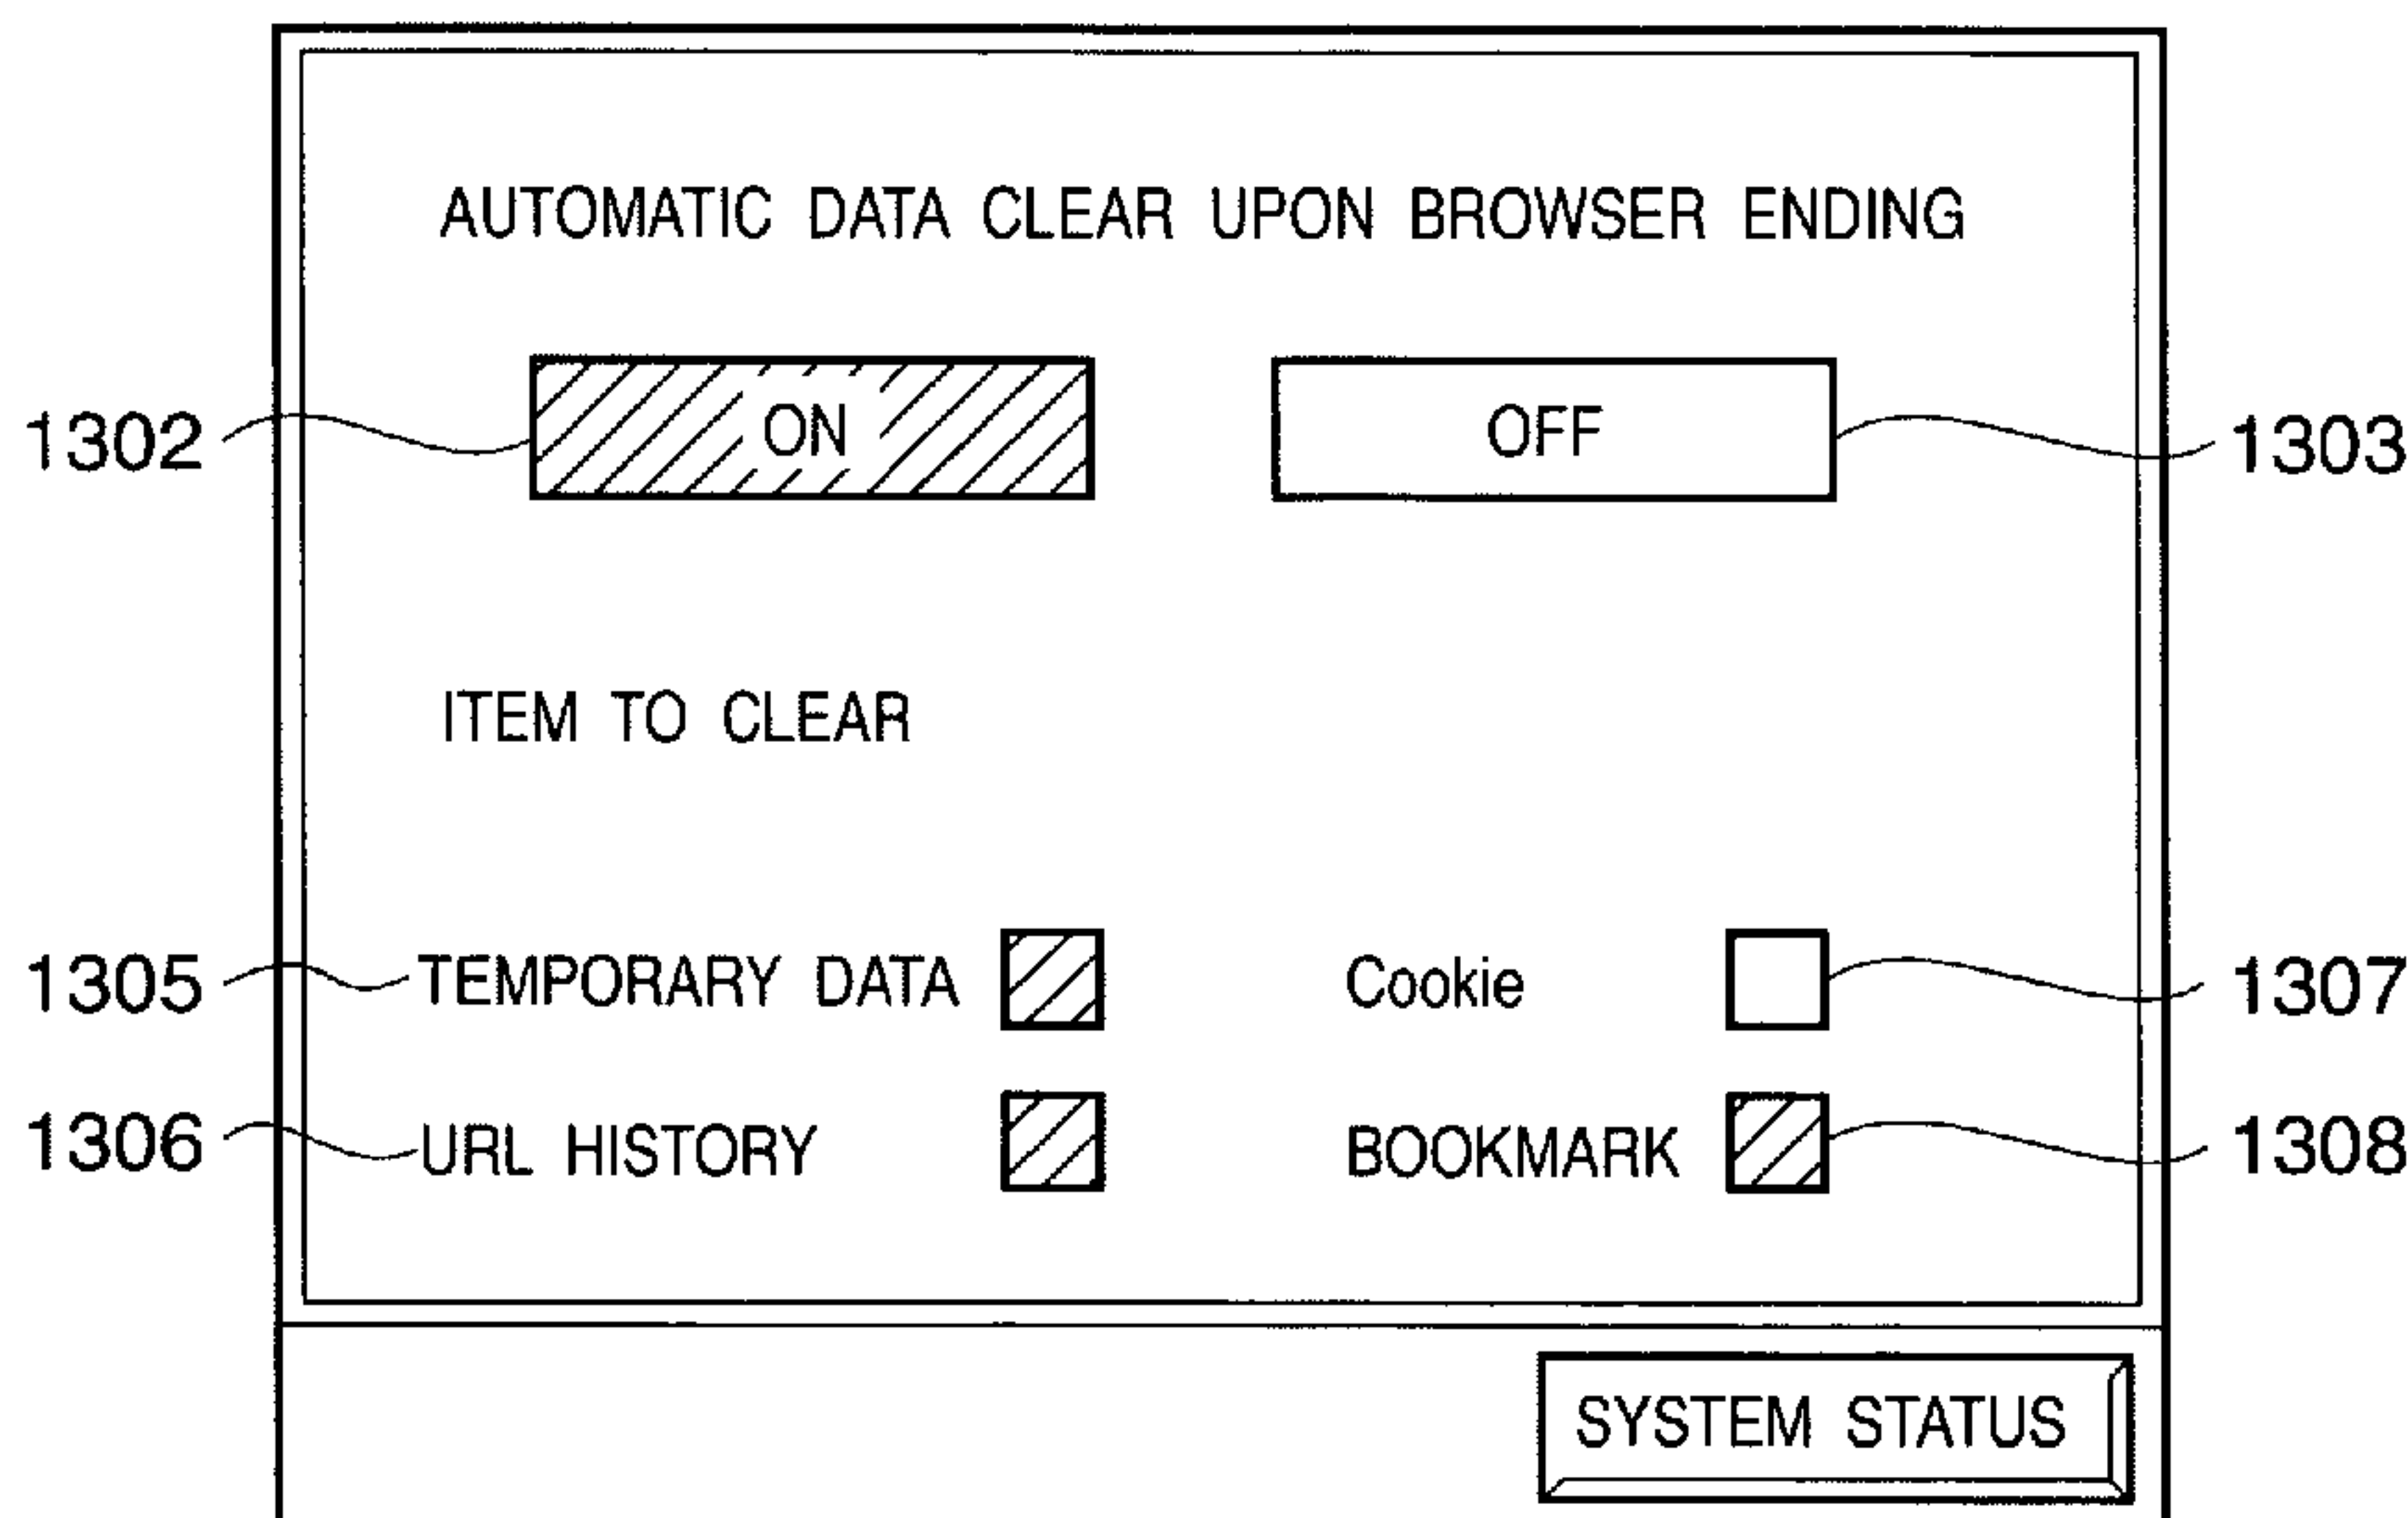 AUTOMATIC DATA CLEAR UPON BROWSER ENDING
1302 ON OFF 1303
ITEM TO CLEAR
1305 TEMPORARY DATA Cookie 1307
1306 URL HISTORY BOOKMARK 1308
SYSTEM STATUS